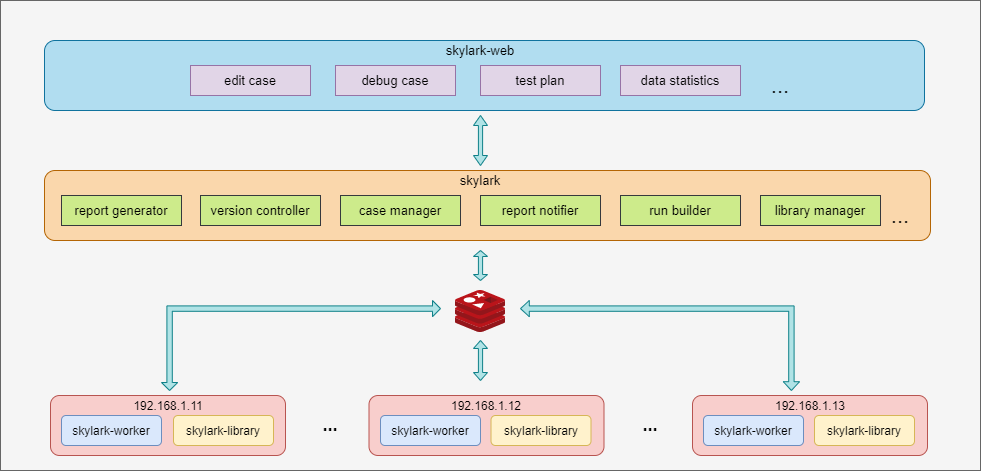 skylark-web
edit case
debug case
test plan
data statistics
...
skylark
report generator
version controller
case manager
report notifier
run builder
library manager
...
192.168.1.11
skylark-worker
skylark-library
...
192.168.1.12
skylark-worker
skylark-library
...
192.168.1.13
skylark-worker
skylark-library